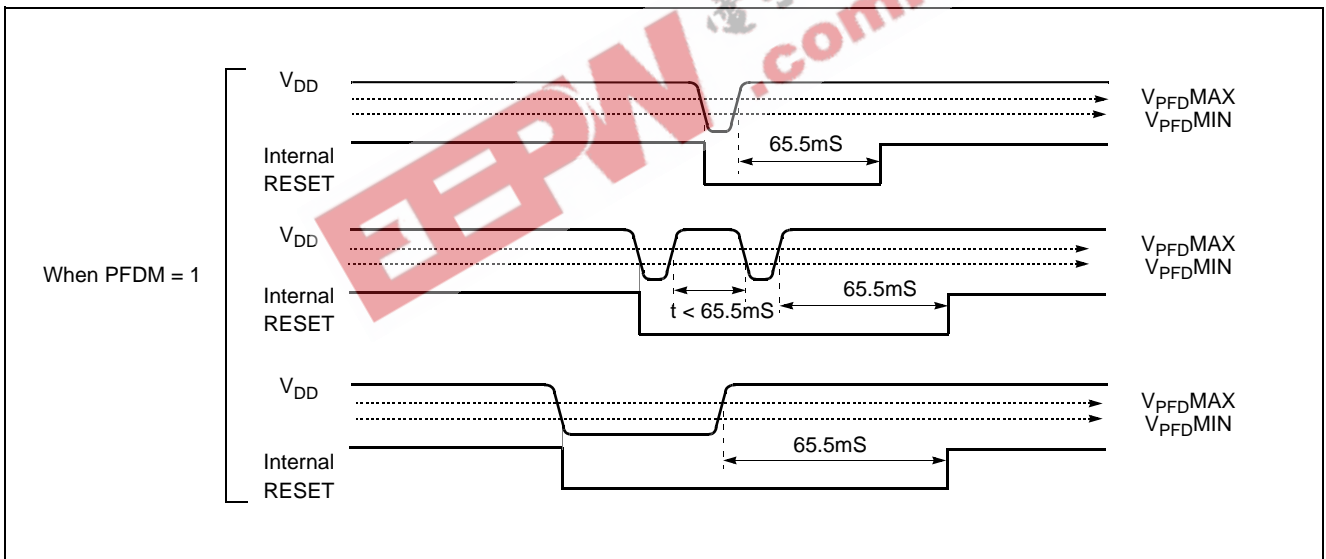 When PFDM = 1
VDD
VPFDMAX
VPFDMIN
65.5mS
Internal
RESET
VDD
VPFDMAX
VPFDMIN
65.5mS
t < 65.5mS
Internal
RESET
VDD
VPFDMAX
VPFDMIN
65.5mS
Internal
RESET
EEPW
.com